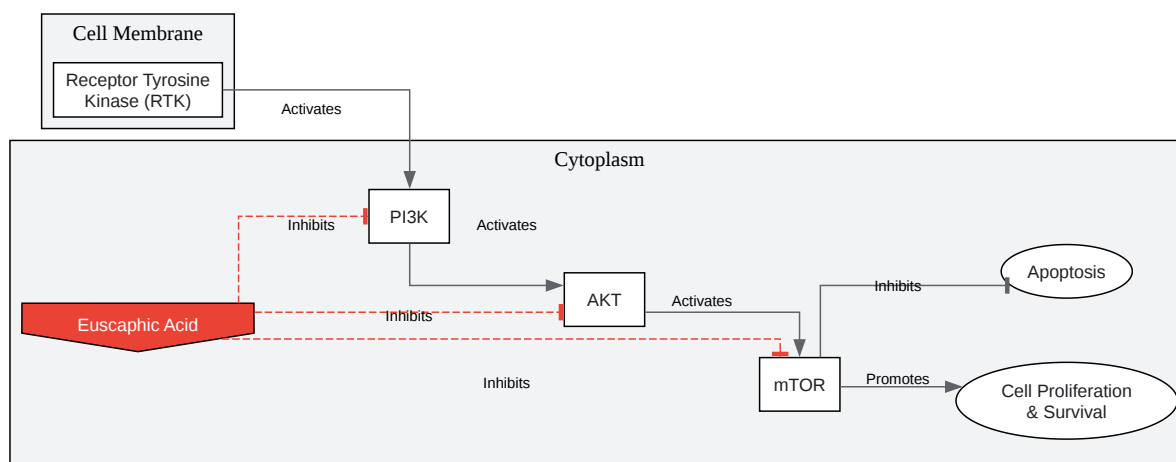 Cell Membrane
Receptor Tyrosine
Kinase (RTK)
Activates
Cytoplasm
PI3K
Inhibits
Activates
Apoptosis
Inhibits
AKT
Activates
Euscaphic Acid
Inhibits
mTOR
Promotes
Inhibits
Cell Proliferation
& Survival